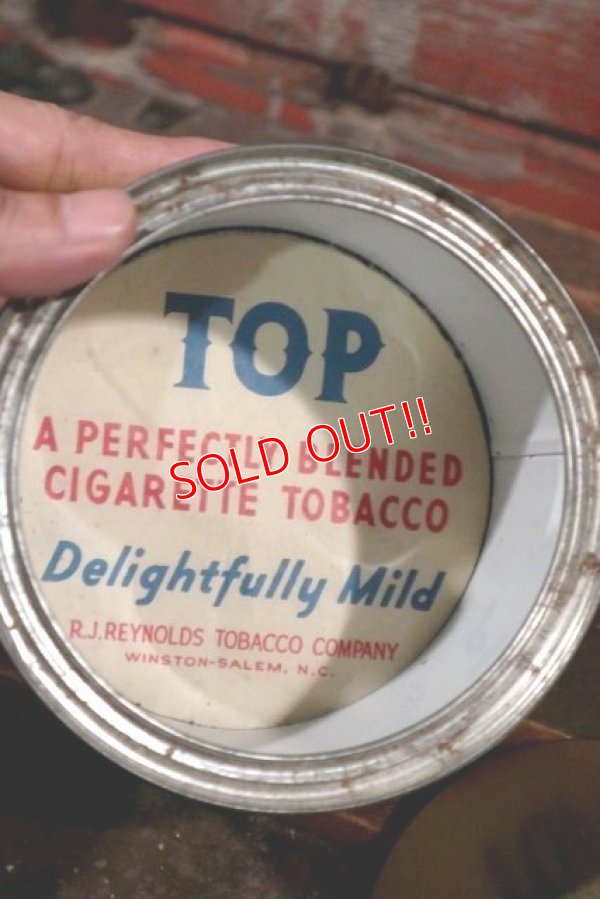 TOP
A PERFECTLY BLENDED
CIGARETTE TOBACCO
SOLD OUT!!
Delightfully Mild
R.J. REYNOLDS TOBACCO COMPANY
WINSTON-SALEM, N.C.